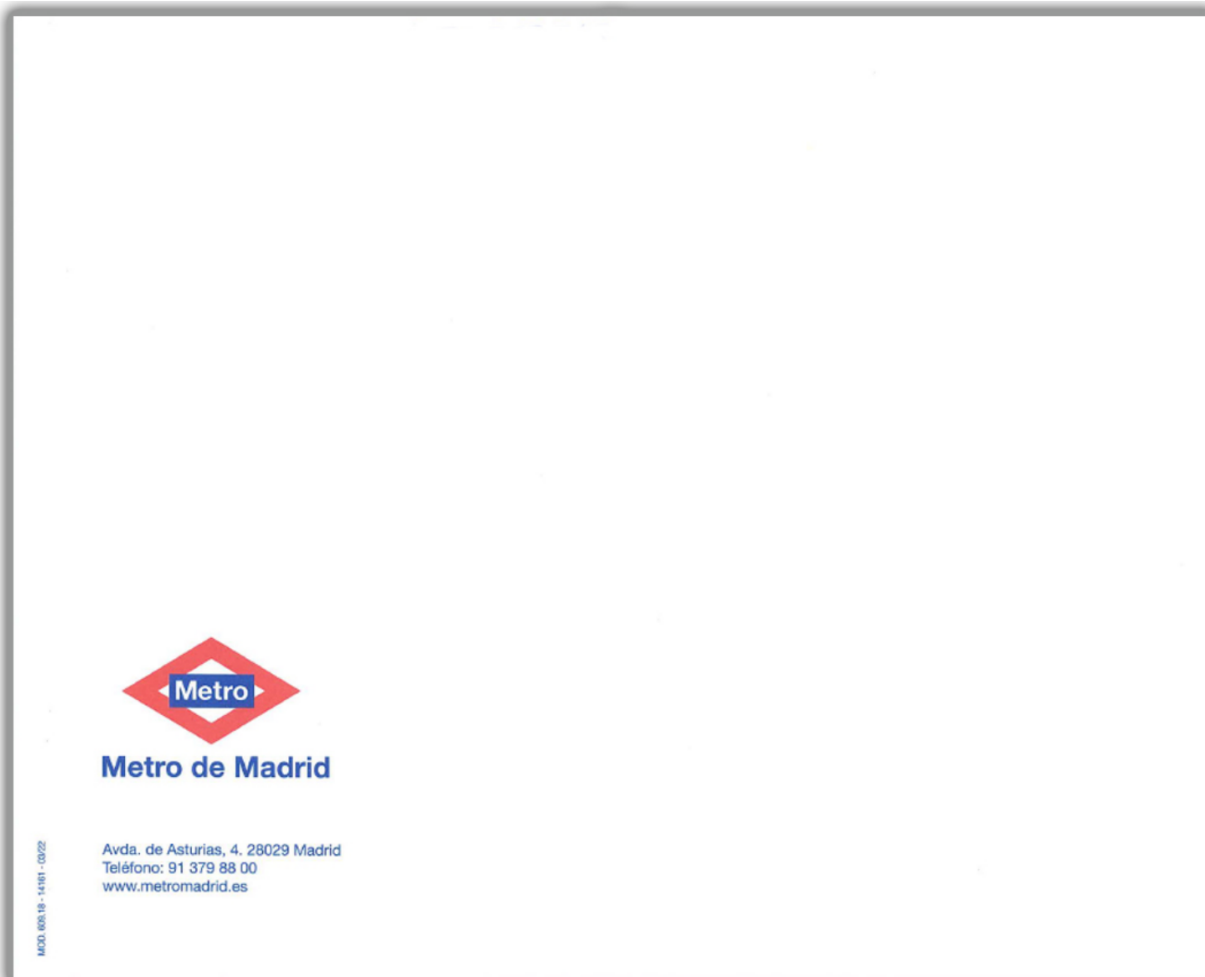 Metro
Metro de Madrid
Avda. de Asturias, 4. 28029 Madrid
Teléfono: 91 379 88 00
www.metromadrid.es
MOD. 609.18 - 14161 - 03/22